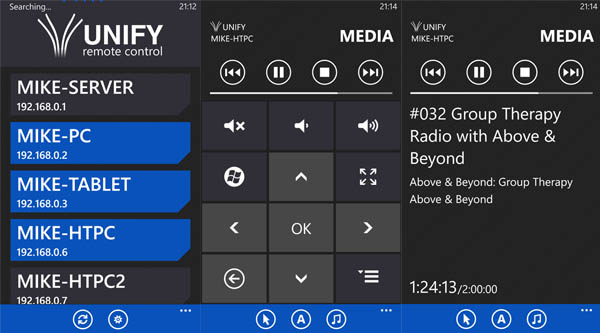 Searching...
21:12
UNIFY
remote control
MIKE-SERVER
192.168.0.1
MIKE-PC
192.168.0.2
MIKE-TABLET
192.168.0.3
MIKE-HTPC
192.168.0.6
MIKE-HTPC2
192.168.0.7
21:14
UNIFY
MIKE-HTPC
MEDIA
OK
A
21:14
UNIFY
MIKE-HTPC
MEDIA
#032 Group Therapy
Radio with Above &
Beyond
Above & Beyond: Group Therapy
Above & Beyond
1:24:13/2:00:00
A